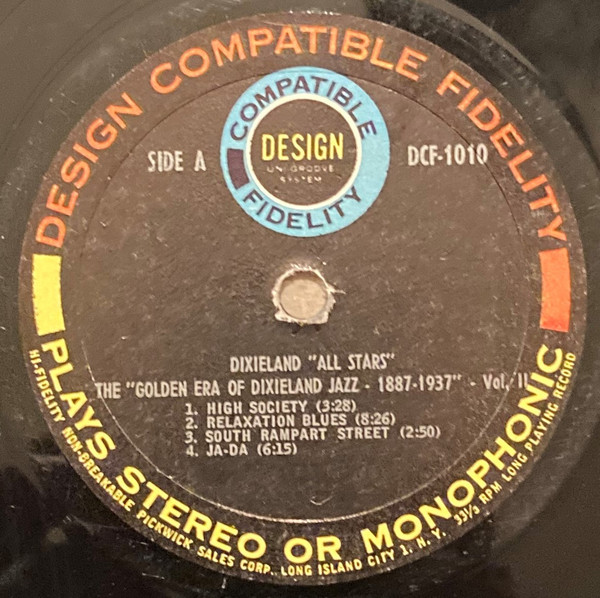 DESIGN COMPATIBLE FIDELITY
COMPATIBLE
DESIGN
UNI-GROOVE
SYSTEM
FIDELITY
SIDE A
DCF-1010
DIXIELAND "ALL STARS"
THE "GOLDEN ERA OF DIXIELAND JAZZ - 1887-1937" - Vol. II
1. HIGH SOCIETY (3:28)
2. RELAXATION BLUES (8:26)
3. SOUTH RAMPART STREET (2:50)
4. JA-DA (6:15)
PLAYS STEREO OR MONOPHONIC
HI-FIDELITY NON-BREAKABLE PICKWICK SALES CORP., LONG ISLAND CITY 1, N. Y. 33⅓ RPM LONG PLAYING RECORD